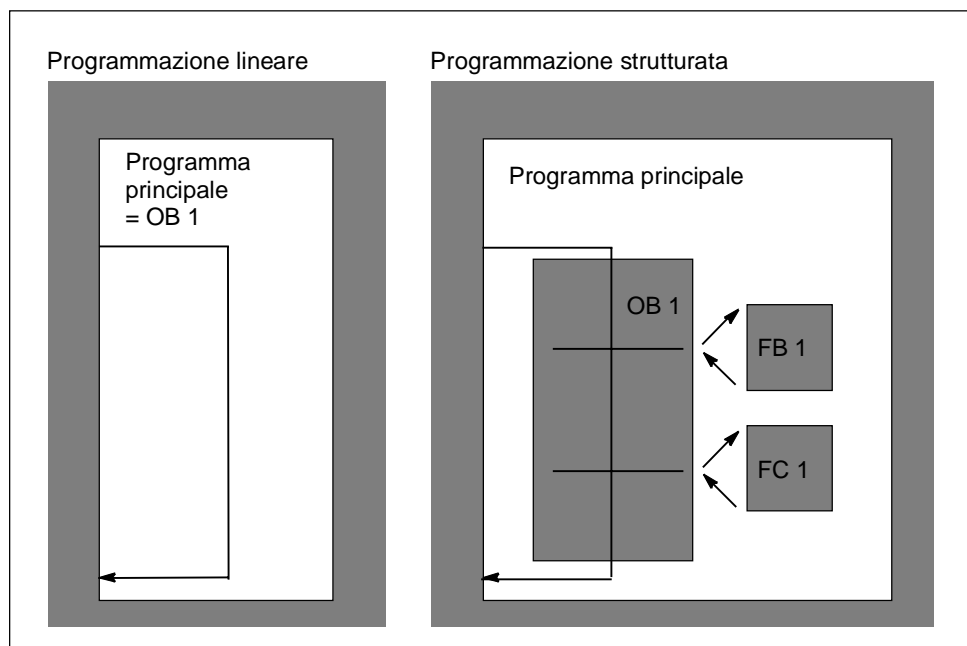 Programmazione lineare
Programma
principale
= OB 1
Programmazione strutturata
Programma principale
OB 1
FB 1
FC 1